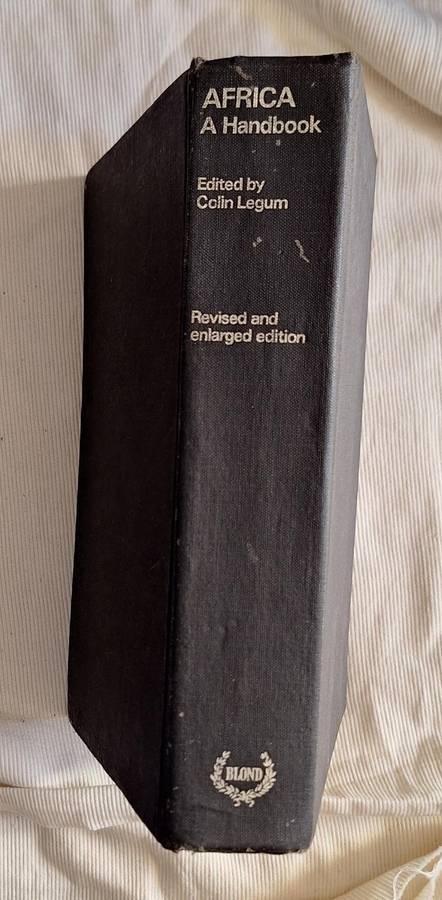 AFRICA
A Handbook
Edited by
Colin Legum
Revised and
enlarged edition
BLOND